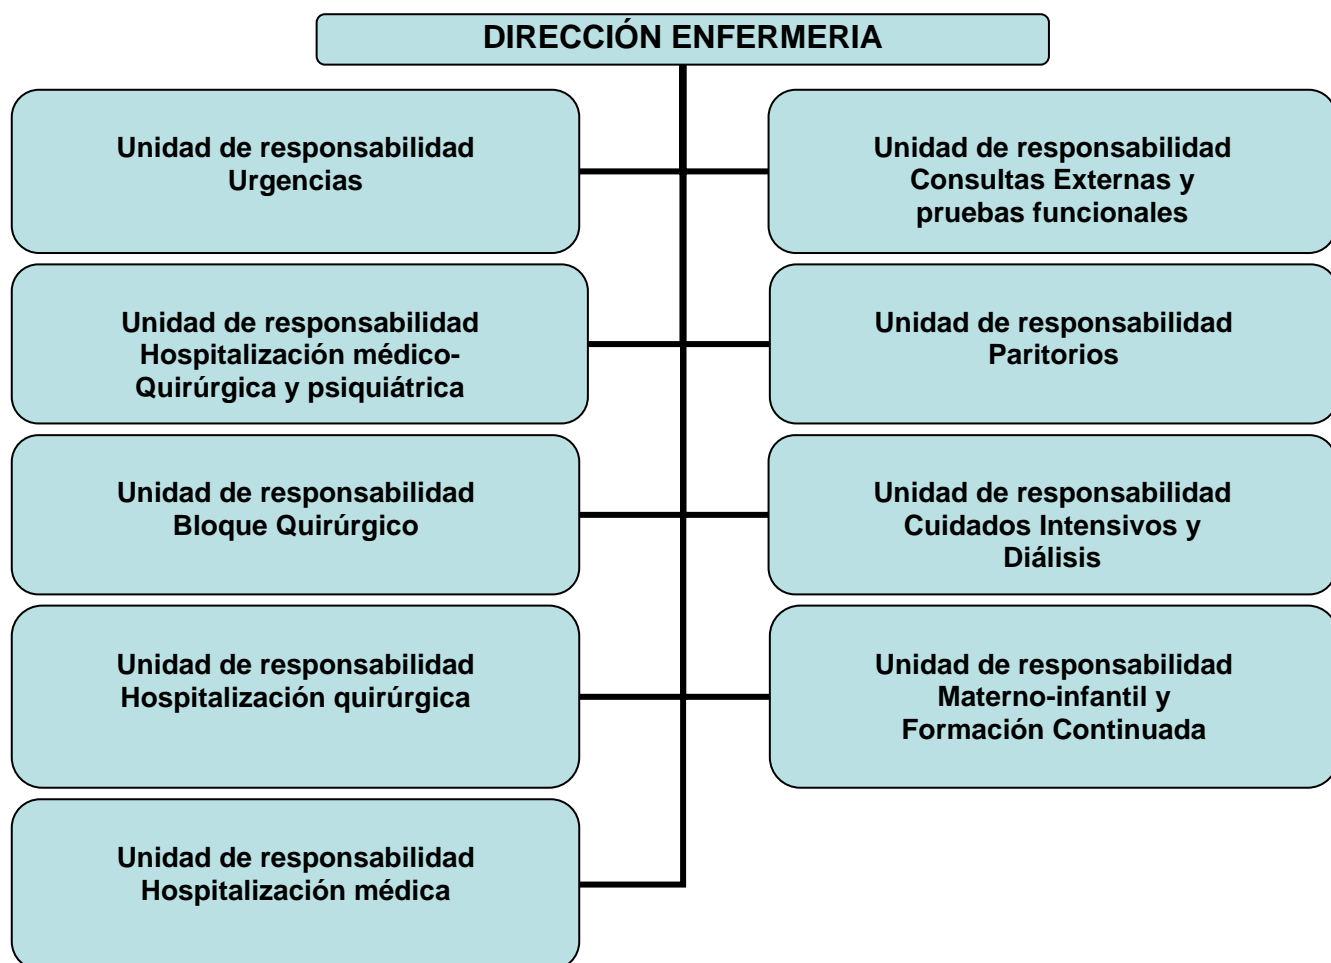 DIRECCIÓN ENFERMERIA
Unidad de responsabilidad
Urgencias
Unidad de responsabilidad
Consultas Externas y
pruebas funcionales
Unidad de responsabilidad
Hospitalización médico-
Quirúrgica y psiquiátrica
Unidad de responsabilidad
Paritorios
Unidad de responsabilidad
Bloque Quirúrgico
Unidad de responsabilidad
Cuidados Intensivos y
Diálisis
Unidad de responsabilidad
Hospitalización quirúrgica
Unidad de responsabilidad
Materno-infantil y
Formación Continuada
Unidad de responsabilidad
Hospitalización médica